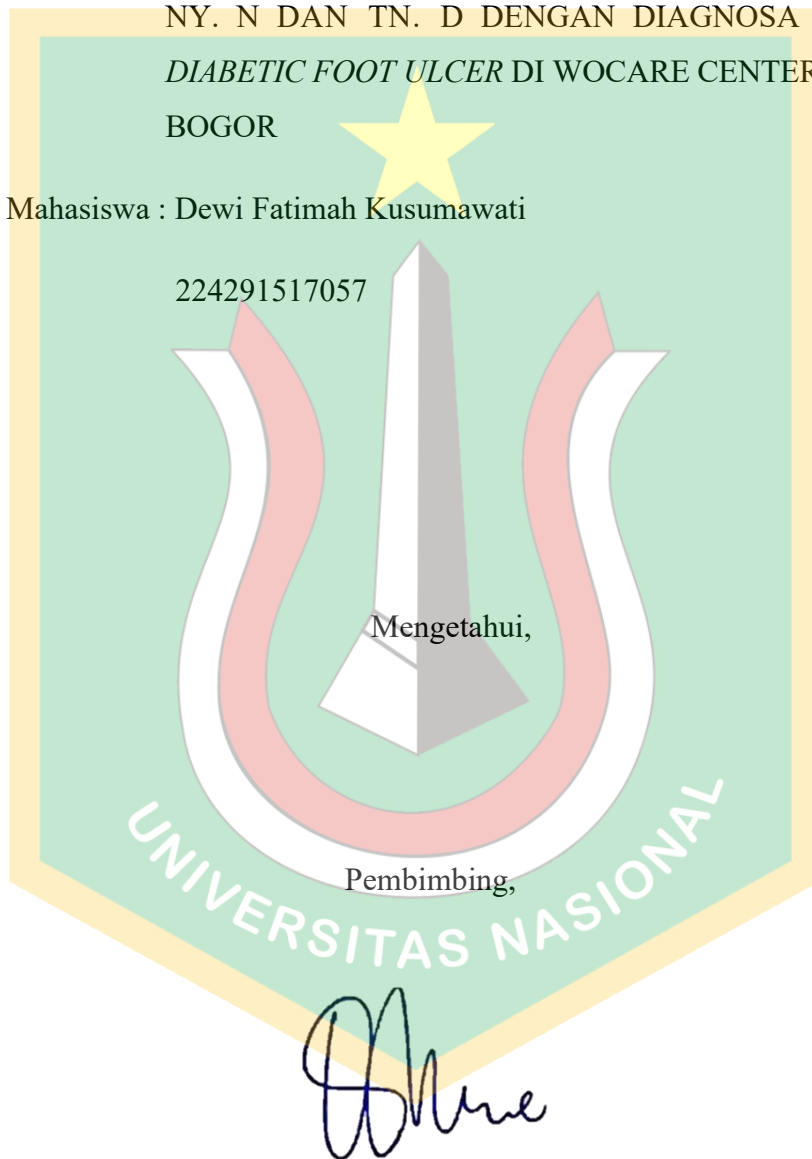 NY. N DAN TN. D DENGAN DIAGNOSA
DIABETIC FOOT ULCER DI WOCARE CENTER
BOGOR
Mahasiswa : Dewi Fatimah Kusumawati
224291517057
Mengetahui,
Pembimbing,
UNIVERSITAS NASIONAL